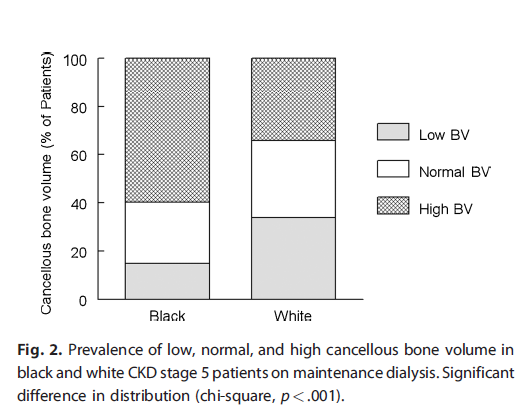 Cancellous bone volume (% of Patients)
100
80
60
40
20
0
Black
White
Low BV
Normal BV
High BV
Fig. 2. Prevalence of low, normal, and high cancellous bone volume in
black and white CKD stage 5 patients on maintenance dialysis. Significant
difference in distribution (chi-square, p < .001).